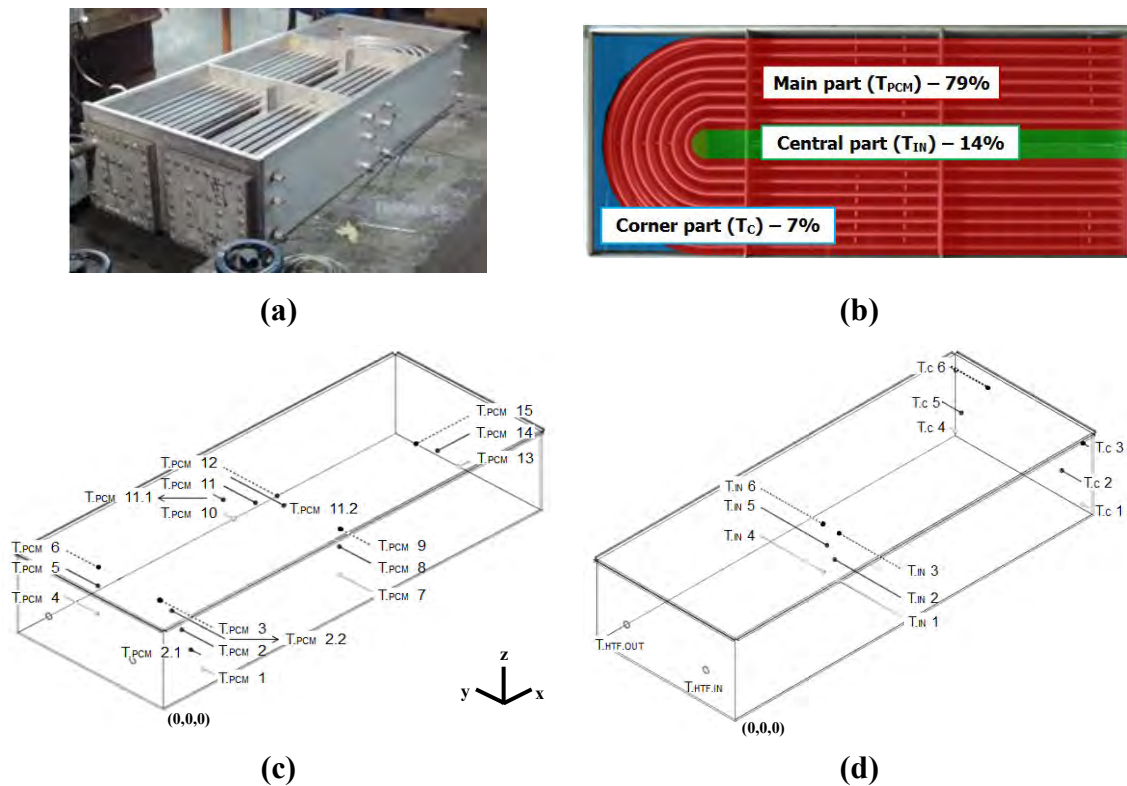 Main part (TPCM) – 79%
Central part (TIN) – 14%
Corner part (TC) – 7%
(a)
(b)
T.PCM 15
T.PCM 14
T.PCM 13
T.PCM 12
T.PCM 11
T.PCM 11.1
T.PCM 11.2
T.PCM 10
T.PCM 9
T.PCM 8
T.PCM 7
T.PCM 6
T.PCM 5
T.PCM 4
T.PCM 3
T.PCM 2
T.PCM 2.2
T.PCM 2.1
T.PCM 1
(0,0,0)
z
y
x
T.C 6
T.C 5
T.C 4
T.C 3
T.C 2
T.C 1
T.IN 6
T.IN 5
T.IN 4
T.IN 3
T.IN 2
T.IN 1
T.HTF.OUT
T.HTF.IN
(0,0,0)
(c)
(d)